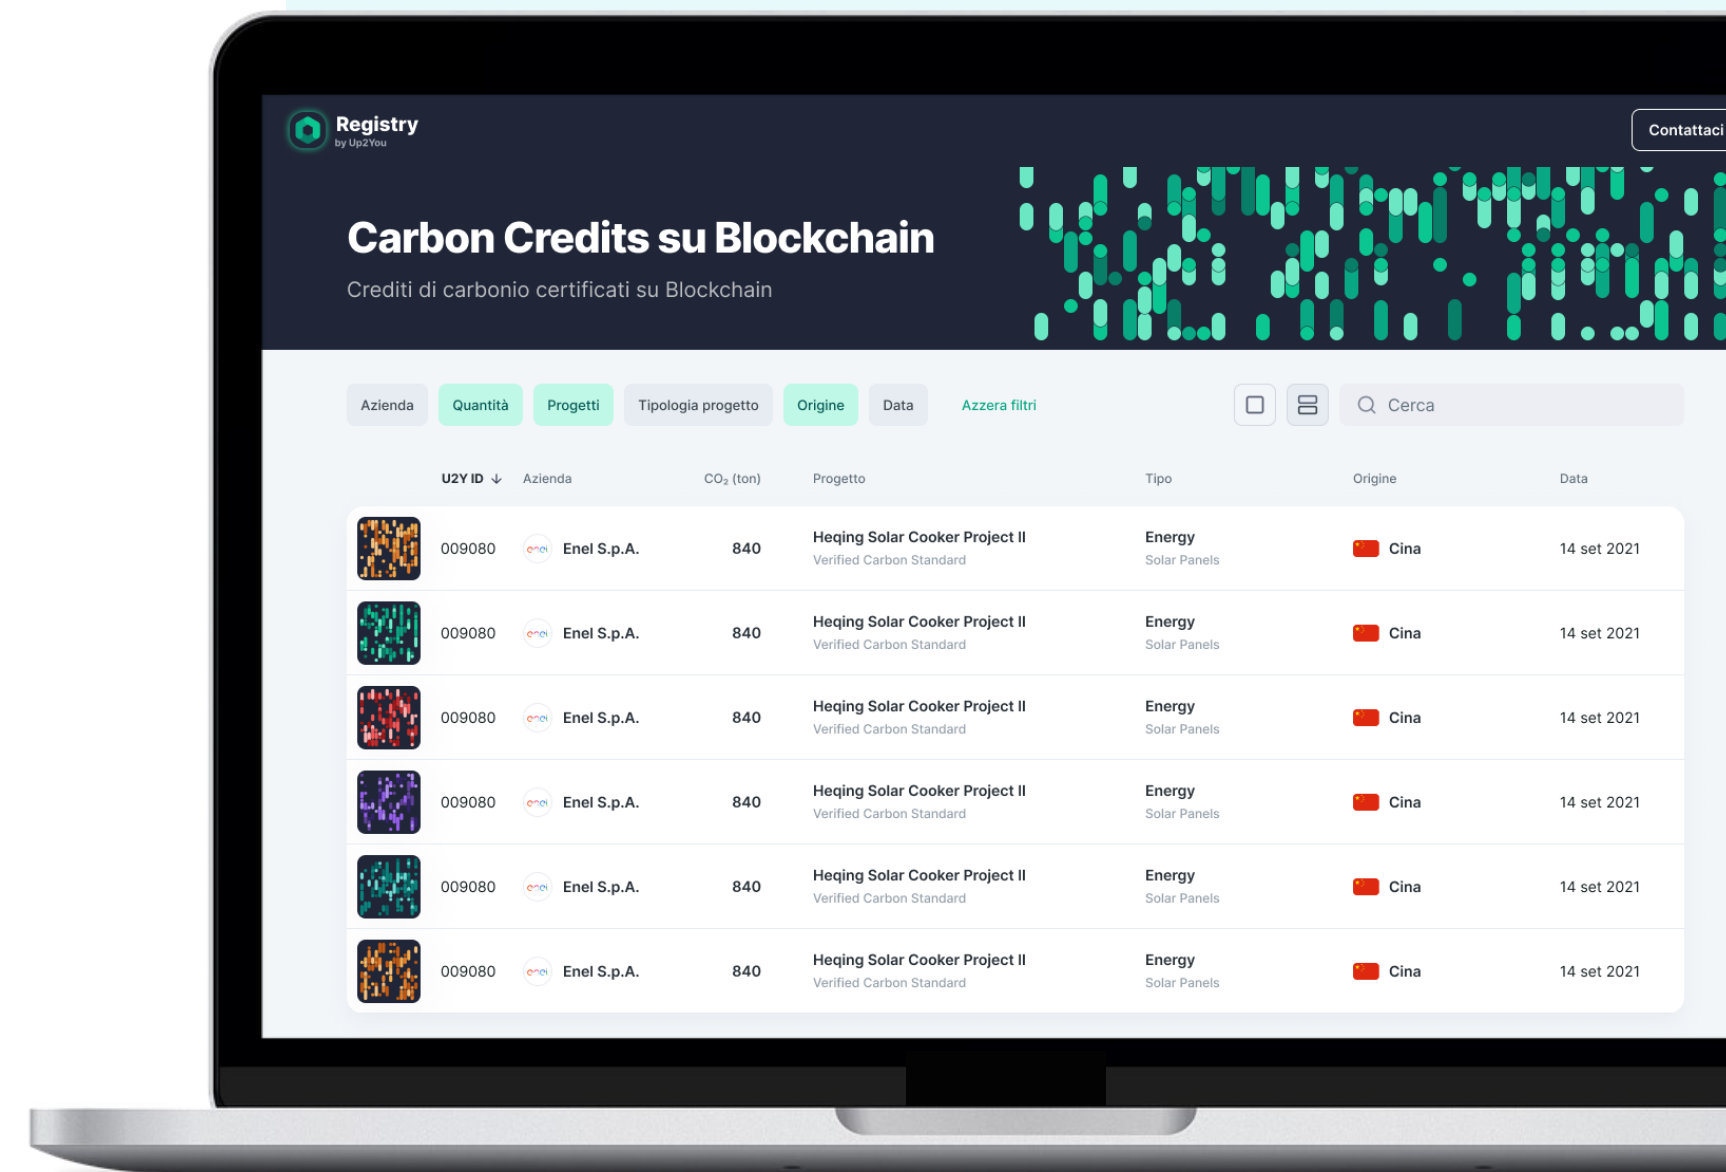 Registry
by Up2You
Contattaci
Carbon Credits su Blockchain
Crediti di carbonio certificati su Blockchain
Azienda Quantità Progetti Tipologia progetto Origine Data Azzera filtri Cerca
U2Y ID ↓ Azienda CO₂ (ton) Progetto Tipo Origine Data
009080 enel Enel S.p.A. 840 Heqing Solar Cooker Project II Energy Cina 14 set 2021
Verified Carbon Standard Solar Panels
009080 enel Enel S.p.A. 840 Heqing Solar Cooker Project II Energy Cina 14 set 2021
Verified Carbon Standard Solar Panels
009080 enel Enel S.p.A. 840 Heqing Solar Cooker Project II Energy Cina 14 set 2021
Verified Carbon Standard Solar Panels
009080 enel Enel S.p.A. 840 Heqing Solar Cooker Project II Energy Cina 14 set 2021
Verified Carbon Standard Solar Panels
009080 enel Enel S.p.A. 840 Heqing Solar Cooker Project II Energy Cina 14 set 2021
Verified Carbon Standard Solar Panels
009080 enel Enel S.p.A. 840 Heqing Solar Cooker Project II Energy Cina 14 set 2021
Verified Carbon Standard Solar Panels